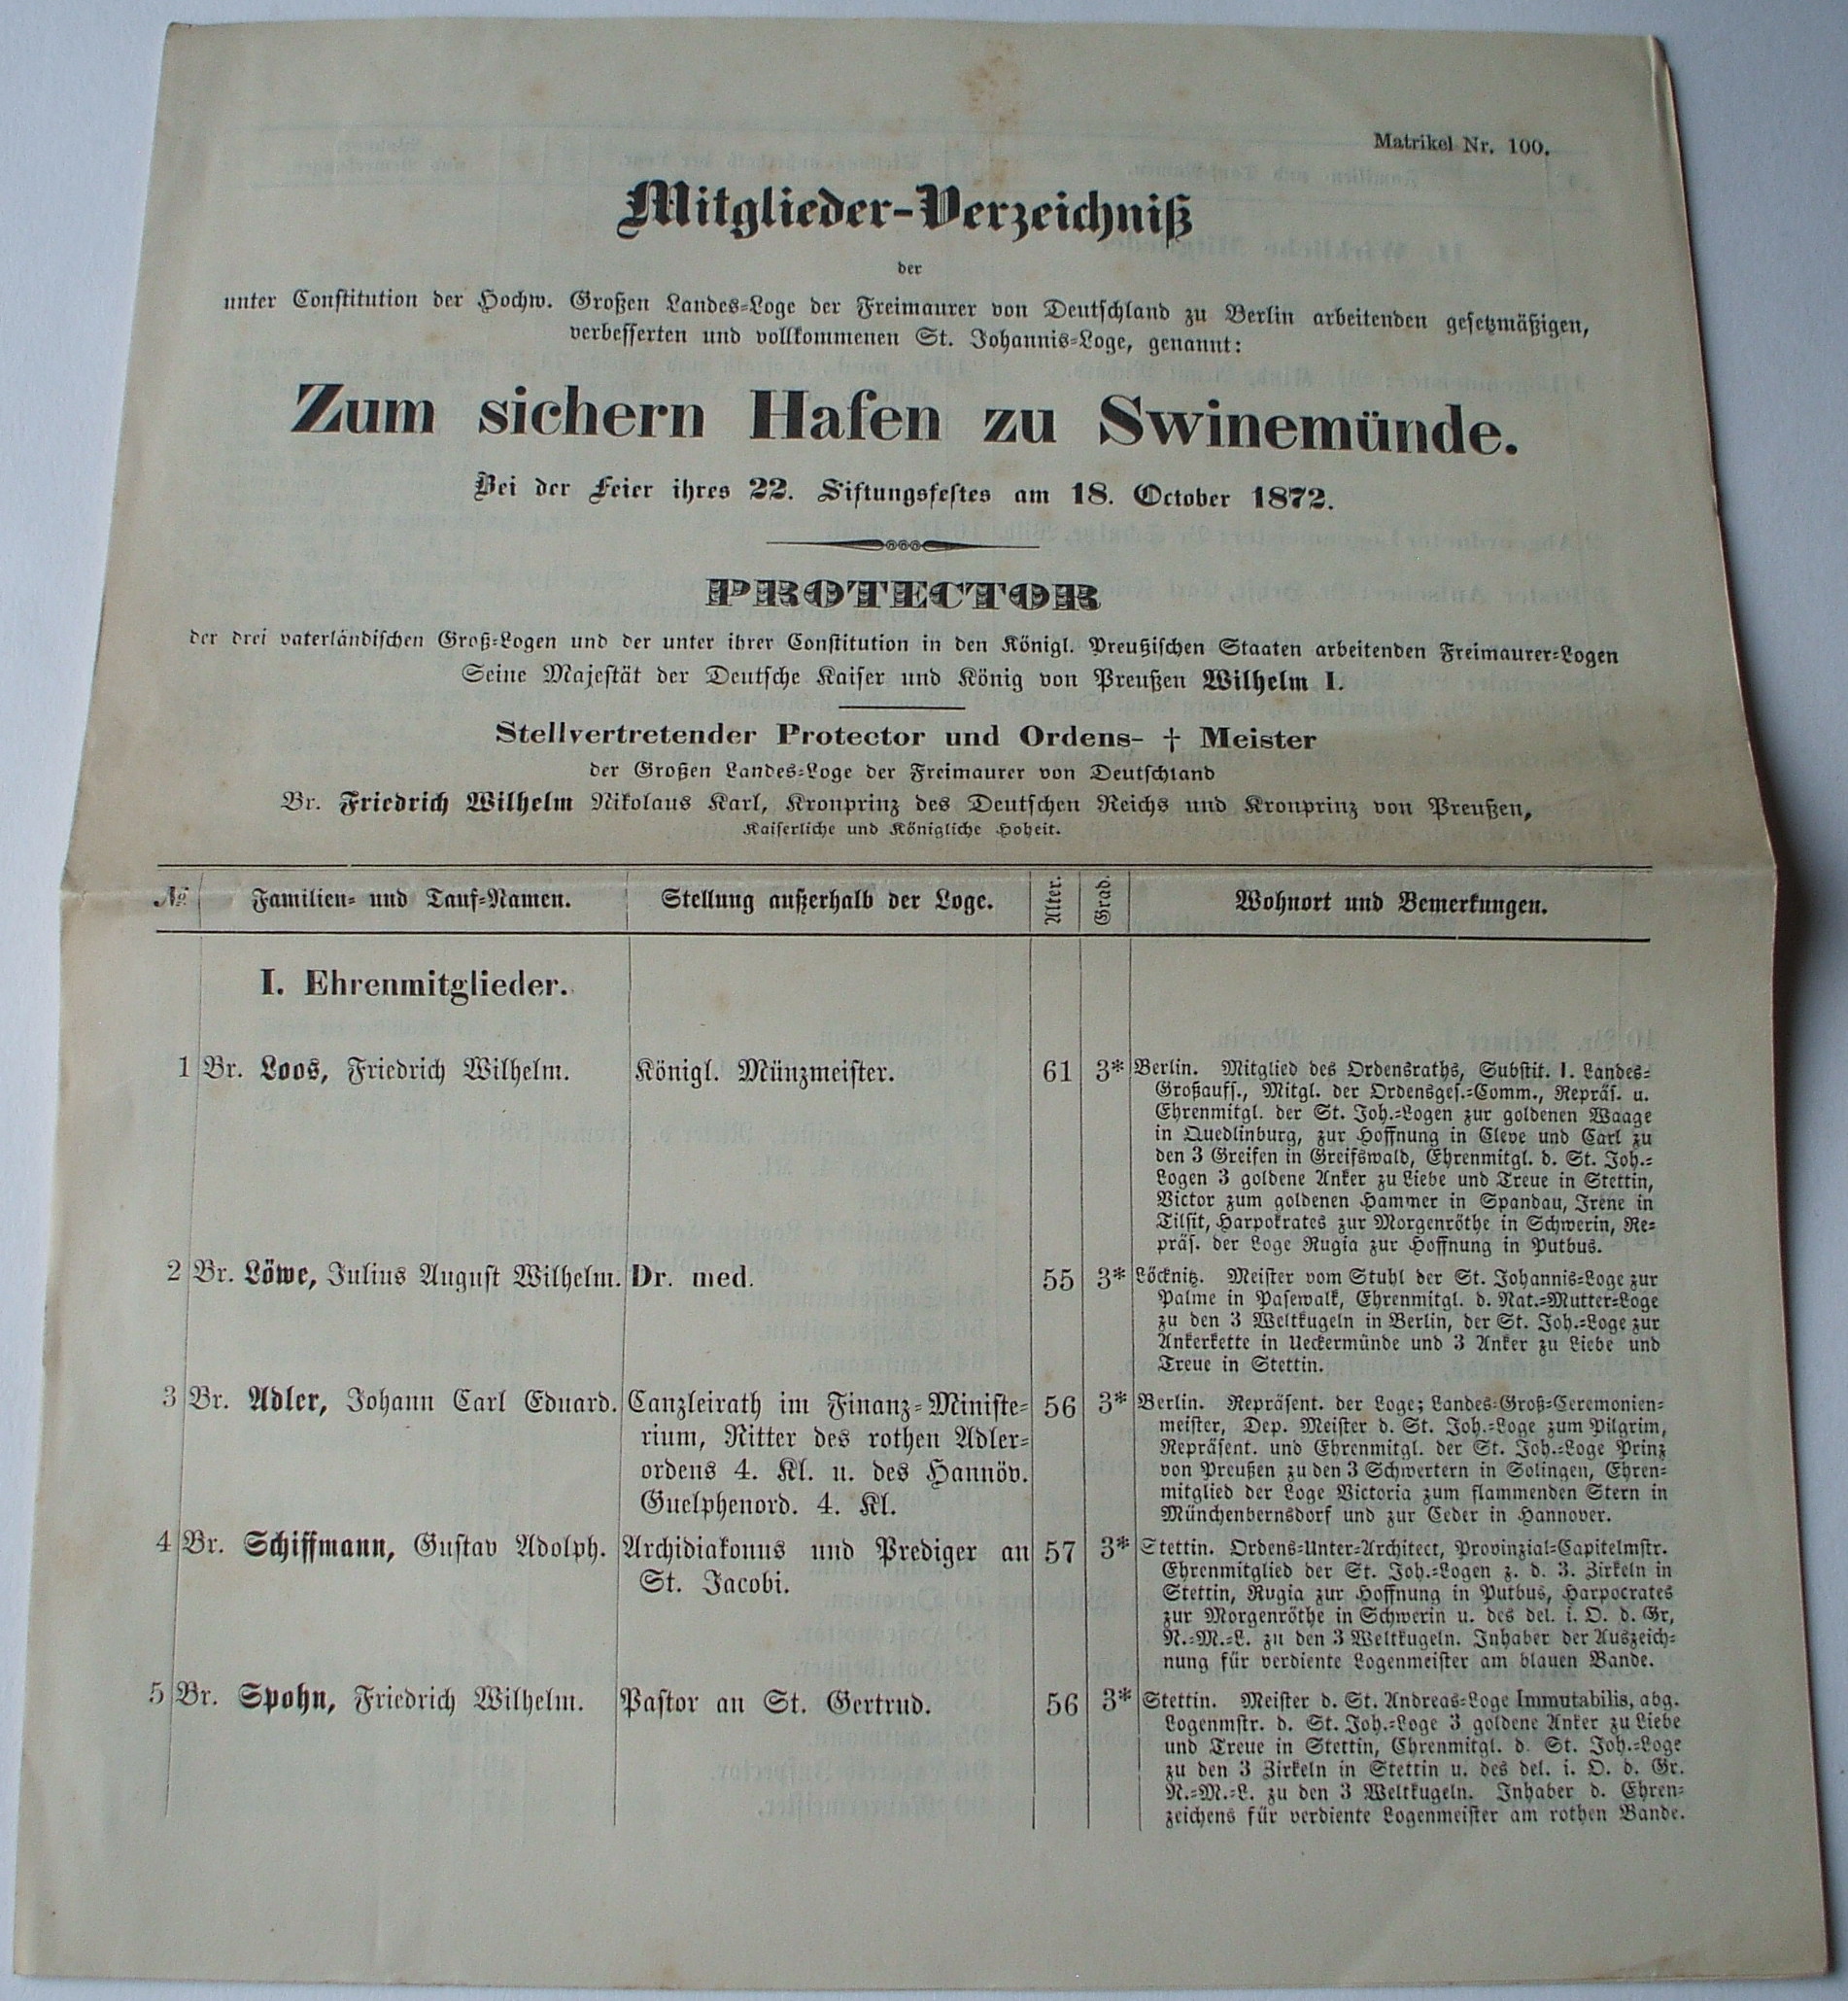 Matrikel Nr. 100.
Mitglieder-Verzeichniß
der
unter Constitution der Hochw. Großen Landes-Loge der Freimaurer von Deutschland zu Berlin arbeitenden gesetzmäßigen,
verbesserten und vollkommenen St. Johannis-Loge, genannt:
Zum sichern Hafen zu Swinemünde.
Bei der Feier ihres 22. Stiftungsfestes am 18. October 1872.
PROTECTOR
der drei vaterländischen Groß-Logen und der unter ihrer Constitution in den Königl. Preußischen Staaten arbeitenden Freimaurer-Logen
Seine Majestät der Deutsche Kaiser und König von Preußen Wilhelm I.
Stellvertretender Protector und Ordens- † Meister
der Großen Landes-Loge der Freimaurer von Deutschland
Br. Friedrich Wilhelm Nikolaus Karl, Kronprinz des Deutschen Reichs und Kronprinz von Preußen,
Kaiserliche und Königliche Hoheit.
№ Familien- und Tauf-Namen. Stellung außerhalb der Loge. Alter. Grad. Wohnort und Bemerkungen.
I. Ehrenmitglieder.
1 Br. Loos, Friedrich Wilhelm. Königl. Münzmeister. 61 3* Berlin. Mitglied des Ordensraths, Substit. 1. Landes-
Großaufs., Mitgl. der Ordensges.-Comm., Repräs. u.
Ehrenmitgl. der St. Joh.-Logen zur goldenen Waage
in Quedlinburg, zur Hoffnung in Cleve und Carl zu
den 3 Greifen in Greifswald, Ehrenmitgl. d. St. Joh.-
Logen 3 goldene Anker zu Liebe und Treue in Stettin,
Victor zum goldenen Hammer in Spandau, Irene in
Tilsit, Harpokrates zur Morgenröthe in Schwerin, Re-
präs. der Loge Rugia zur Hoffnung in Putbus.
2 Br. Löwe, Julius August Wilhelm. Dr. med. 55 3* Löcknitz. Meister vom Stuhl der St. Johannis-Loge zur
Palme in Pasewalk, Ehrenmitgl. d. Nat.-Mutter-Loge
zu den 3 Weltkugeln in Berlin, der St. Joh.-Loge zur
Ankerkette in Ueckermünde und 3 Anker zu Liebe und
Treue in Stettin.
3 Br. Adler, Johann Carl Eduard. Canzleirath im Finanz-Ministe- 56 3* Berlin. Repräsent. der Loge; Landes-Groß-Ceremonien-
rium, Ritter des rothen Adler-
ordens 4. Kl. u. des Hannöv.
Guelphenord. 4. Kl.
meister, Dep. Meister d. St. Joh.-Loge zum Pilgrim,
Repräsent. und Ehrenmitgl. der St. Joh.-Loge Prinz
von Preußen zu den 3 Schwertern in Solingen, Ehren-
mitglied der Loge Victoria zum flammenden Stern in
Münchenbernsdorf und zur Ceder in Hannover.
4 Br. Schiffmann, Gustav Adolph. Archidiakonus und Prediger an 57 3* Stettin. Ordens-Unter-Architect, Provinzial-Capitelmstr.
St. Jacobi.
Ehrenmitglied der St. Joh.-Logen z. d. 3. Zirkeln in
Stettin, Rugia zur Hoffnung in Putbus, Harpocrates
zur Morgenröthe in Schwerin u. des del. i. O. d. Gr,
N.-M.-L. zu den 3 Weltkugeln. Inhaber der Auszeich-
nung für verdiente Logenmeister am blauen Bande.
5 Br. Spohn, Friedrich Wilhelm. Pastor an St. Gertrud. 56 3* Stettin. Meister d. St. Andreas-Loge Immutabilis, abg.
Logenmstr. d. St. Joh.-Loge 3 goldene Anker zu Liebe
und Treue in Stettin, Ehrenmitgl. d. St. Joh.-Loge
zu den 3 Zirkeln in Stettin u. des del. i. O. d. Gr.
N.-M.-L. zu den 3 Weltkugeln. Inhaber d. Ehren-
zeichens für verdiente Logenmeister am rothen Bande.